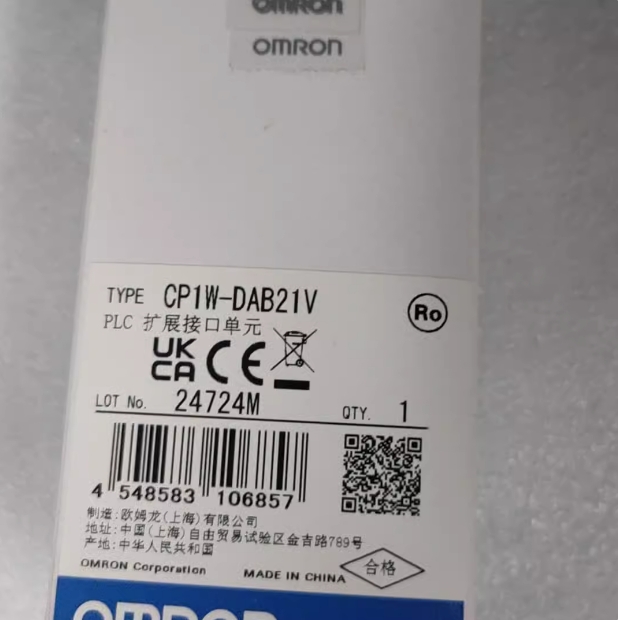 OMRON
OMRON
TYPE CP1W-DAB21V
Ro
PLC 扩展接口单元
UK
CA CE
LOT No. 24724M QTY. 1
4 548583 106857
制造:欧姆龙(上海)有限公司
地址:中国(上海)自由贸易试验区金吉路789号
产地:中华人民共和国
OMRON Corporation MADE IN CHINA 合格
OMRON